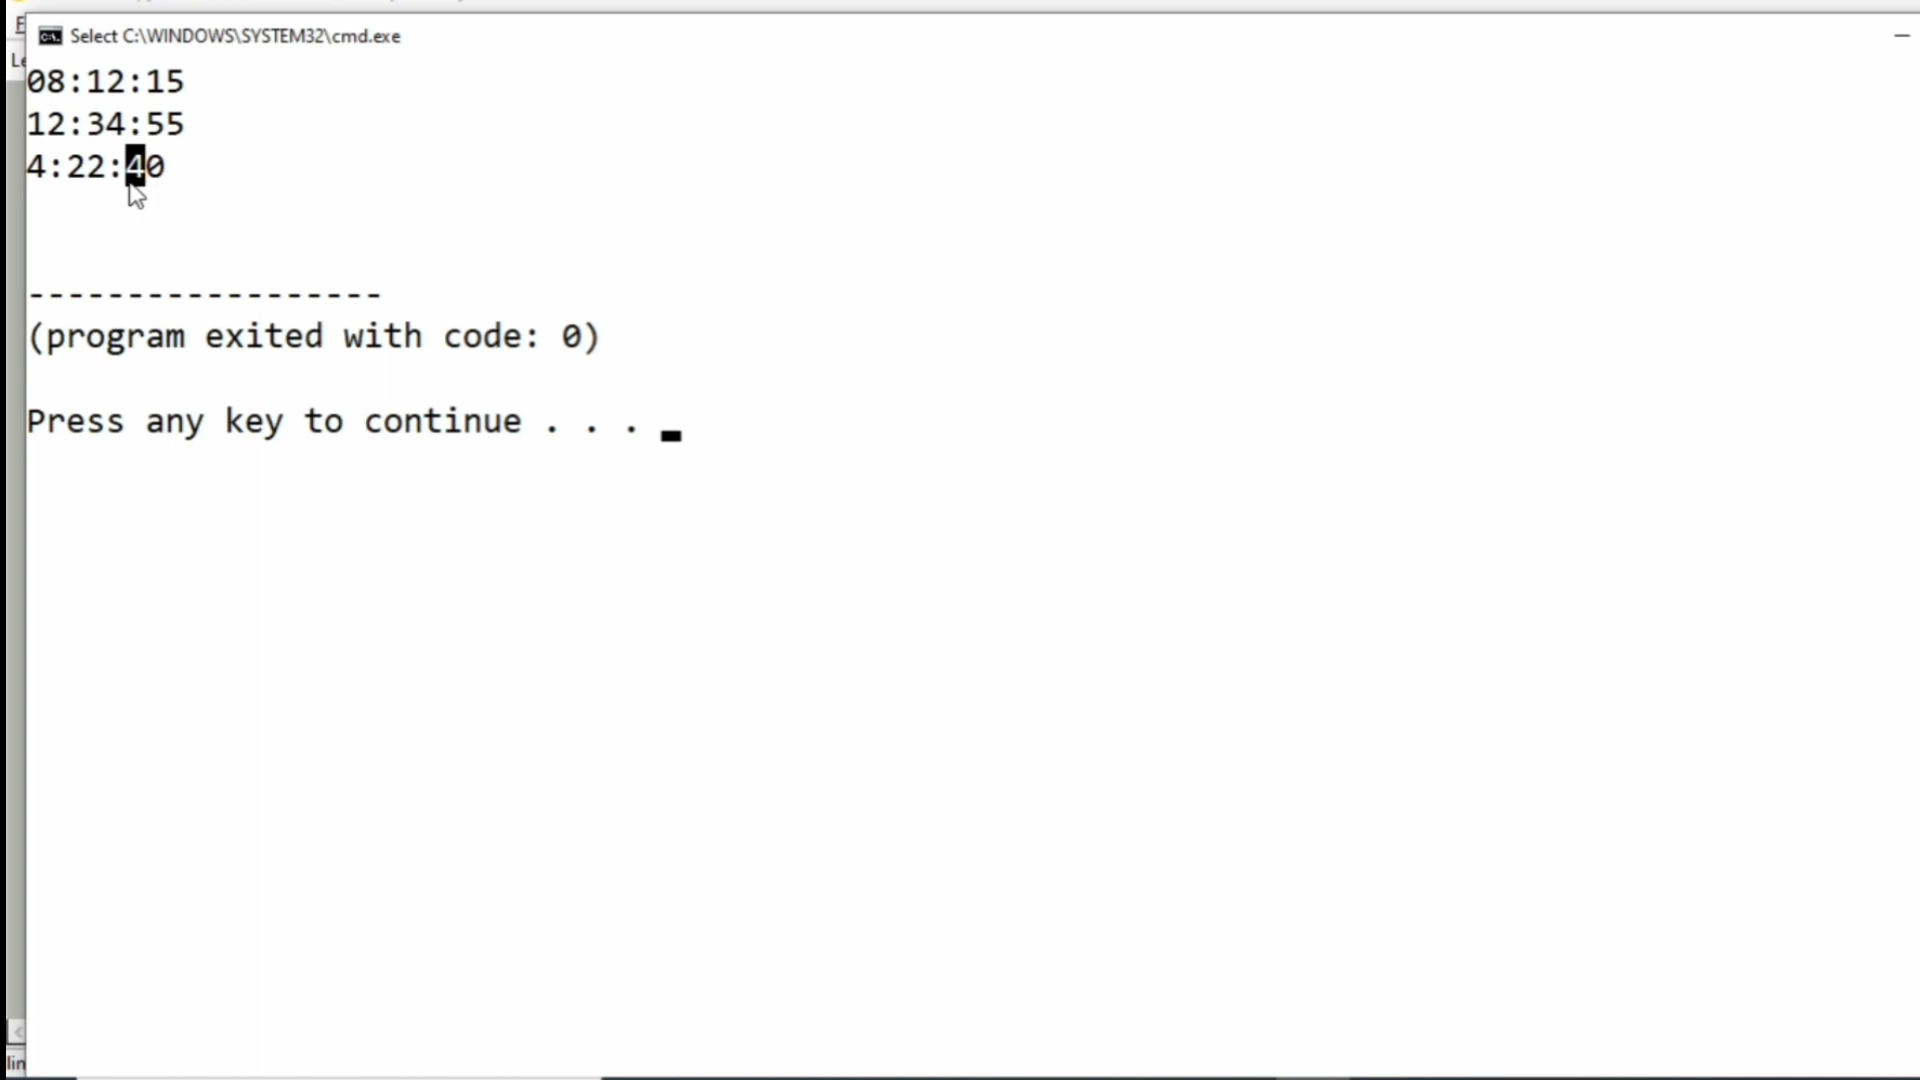 Select C:\WINDOWS\SYSTEM32\cmd.exe
08:12:15
12:34:55
4:22:40
------------------
(program exited with code: 0)
Press any key to continue . . .